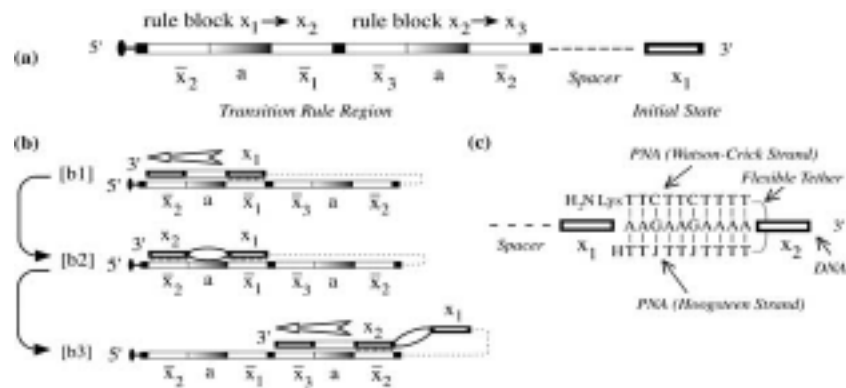 rule block x1 → x2 rule block x2 → x3
(a) 5' 3'
x̄2 a x̄1 x̄3 a x̄2 Spacer x1
Transition Rule Region Initial State
(b)
3' x1
[b1] 5'
x̄2 a x̄1 x̄3 a x̄2
3' x2 x1
[b2] 5'
x̄2 a x̄1 x̄3 a x̄2
x1
3' x2
[b3] 5'
x̄2 a x̄1 x̄3 a x̄2
(c)
PNA (Watson-Crick Strand)
Flexible Tether
H2N Lys TTCTTCTTTT
AAGAAGAAAA 3'
Spacer x1 x2
HTTJTTJTTTT
DNA
PNA (Hoogsteen Strand)